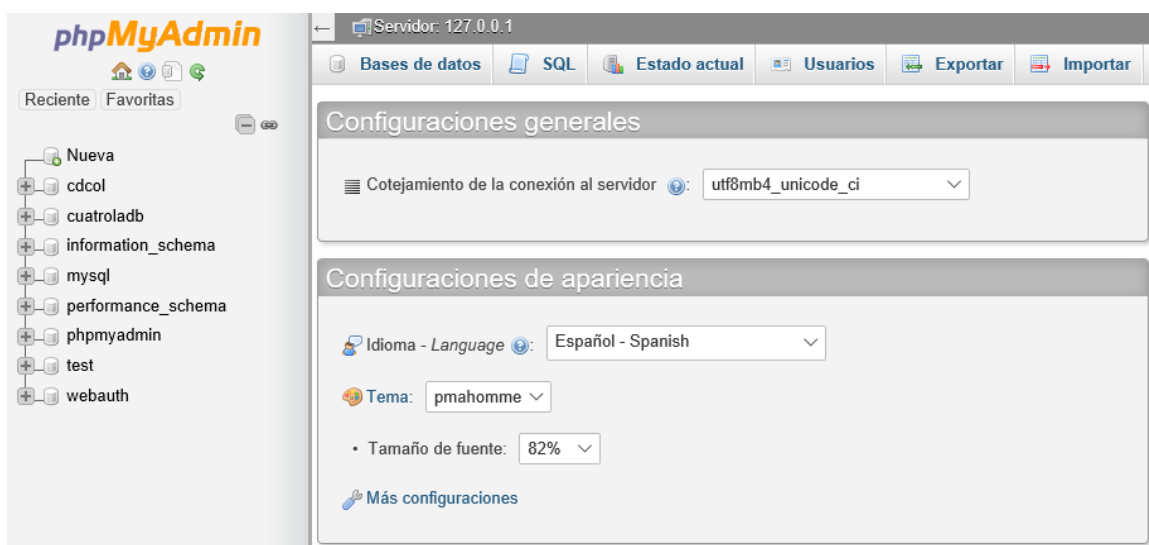 phpMyAdmin
Reciente Favoritas
Nueva
cdcol
cuatroladb
information_schema
mysql
performance_schema
phpmyadmin
test
webauth
Servidor: 127.0.0.1
Bases de datos SQL Estado actual Usuarios Exportar Importar
Configuraciones generales
Cotejamiento de la conexión al servidor : utf8mb4_unicode_ci
Configuraciones de apariencia
Idioma - Language : Español - Spanish
Tema: pmahomme
• Tamaño de fuente: 82%
Más configuraciones